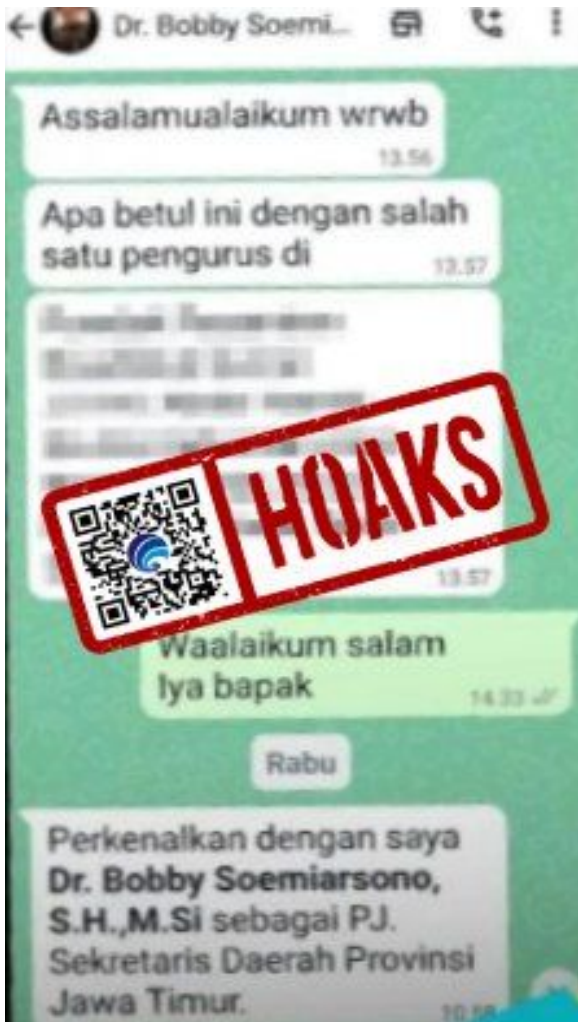 Dr. Bobby Soemi...
Assalamualaikum wrwb
13.56
Apa betul ini dengan salah
satu pengurus di
13.57
HOAKS
13.57
Waalaikum salam
Iya bapak
14.33
Rabu
Perkenalkan dengan saya
Dr. Bobby Soemiarsono,
S.H.,M.Si sebagai PJ.
Sekretaris Daerah Provinsi
Jawa Timur.
10.58